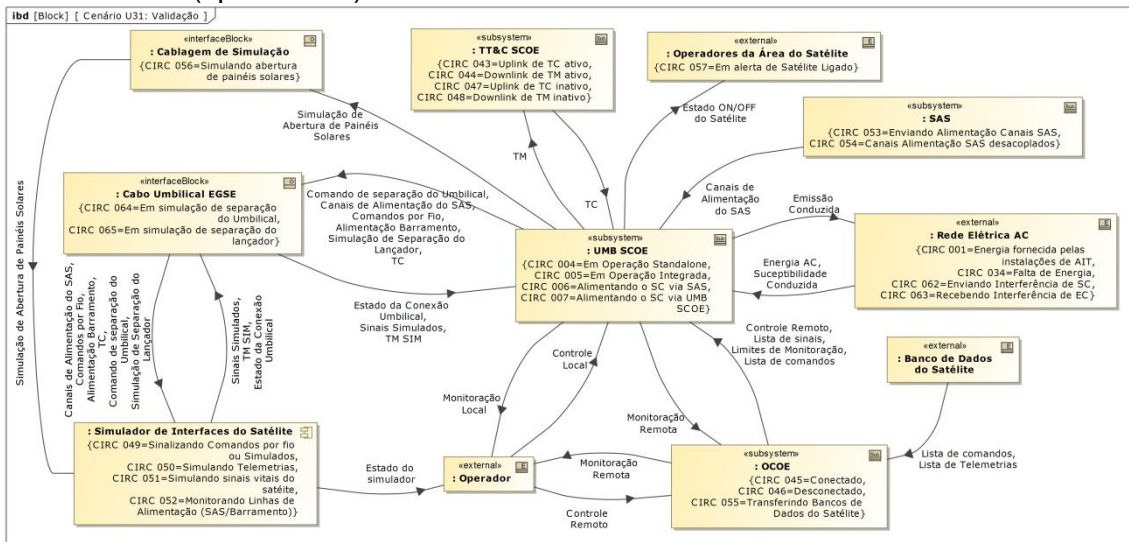 ibd [Block] [ Cenário U31: Validação ]
«interfaceBlock»
: Cablagem de Simulação
{CIRC 056=Simulando abertura
de painéis solares}
«subsystem»
: TT&C SCOE
{CIRC 043=Uplink de TC ativo,
CIRC 044=Downlink de TM ativo,
CIRC 047=Uplink de TC inativo,
CIRC 048=Downlink de TM inativo}
«external»
: Operadores da Área do Satélite
{CIRC 057=Em alerta de Satélite Ligado}
«subsystem»
: SAS
{CIRC 053=Enviando Alimentação Canais SAS,
CIRC 054=Canais Alimentação SAS desacoplados}
Simulação de
Abertura de Painéis
Solares
TM
TC
Estado ON/OFF
do Satélite
Canais de
Alimentação
do SAS
Emissão
Conduzida
«interfaceBlock»
: Cabo Umbilical EGSE
{CIRC 064=Em simulação de separação
do Umbilical,
CIRC 065=Em simulação de separação do
lançador}
Comando de separação do Umbilical,
Canais de Alimentação do SAS,
Comandos por Fio,
Alimentação Barramento,
Simulação de Separação do
Lançador,
TC
«subsystem»
: UMB SCOE
{CIRC 004=Em Operação Standalone,
CIRC 005=Em Operação Integrada,
CIRC 006=Alimentando o SC via SAS,
CIRC 007=Alimentando o SC via UMB
SCOE}
«external»
: Rede Elétrica AC
{CIRC 001=Energia fornecida pelas
instalações de AIT,
CIRC 034=Falta de Energia,
CIRC 062=Enviando Interferência de SC,
CIRC 063=Recebendo Interferência de EC}
Energia AC,
Suceptibilidade
Conduzida
Estado da Conexão
Umbilical,
Sinais Simulados,
TM SIM
Simulação de Abertura de Painéis Solares
Canais de Alimentação do SAS,
Comandos por Fio,
Alimentação Barramento,
TC,
Comando de separação do
Umbilical,
Simulação de Separação do
Lançador
Sinais Simulados,
TM SIM,
Estado da Conexão
Umbilical
Controle
Local
Monitoração
Local
Controle Remoto,
Lista de sinais,
Limites de Monitoração,
Lista de comandos
Monitoração
Remota
«external»
: Banco de Dados
do Satélite
Lista de comandos,
Lista de Telemetrias
: Simulador de Interfaces do Satélite
{CIRC 049=Sinalizando Comandos por fio
ou Simulados,
CIRC 050=Simulando Telemetrias,
CIRC 051=Simulando sinais vitais do
satéite,
CIRC 052=Monitorando Linhas de
Alimentação (SAS/Barramento)}
Estado do
simulador
«external»
: Operador
Monitoração
Remota
Controle
Remoto
«subsystem»
: OCOE
{CIRC 045=Conectado,
CIRC 046=Desconectado,
CIRC 055=Transferindo Bancos de
Dados do Satélite}